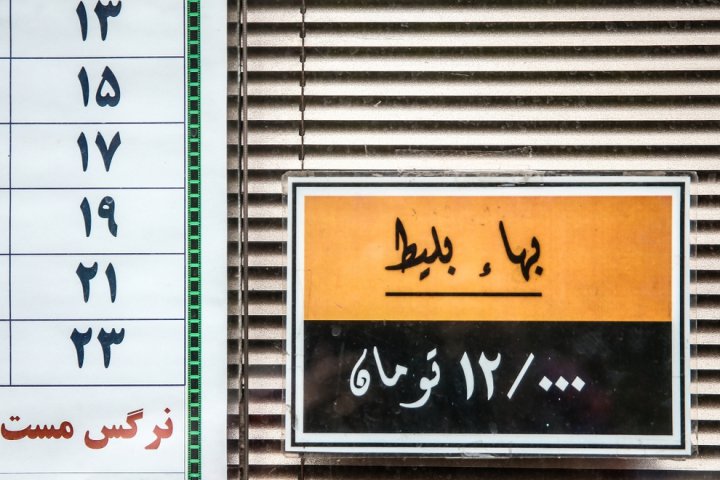 ۱۳
۱۵
۱۷
۱۹
۲۱
۲۳
نرگس مست
بهاء بلیط
۱۲/۰۰۰ تومان